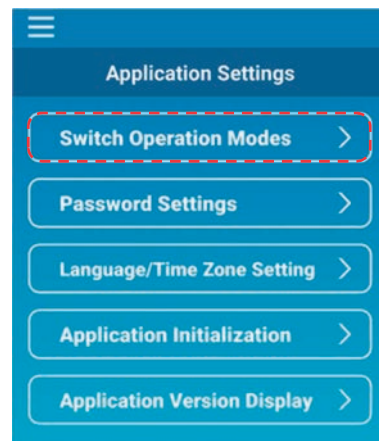 Application Settings
Switch Operation Modes
Password Settings
Language/Time Zone Setting
Application Initialization
Application Version Display